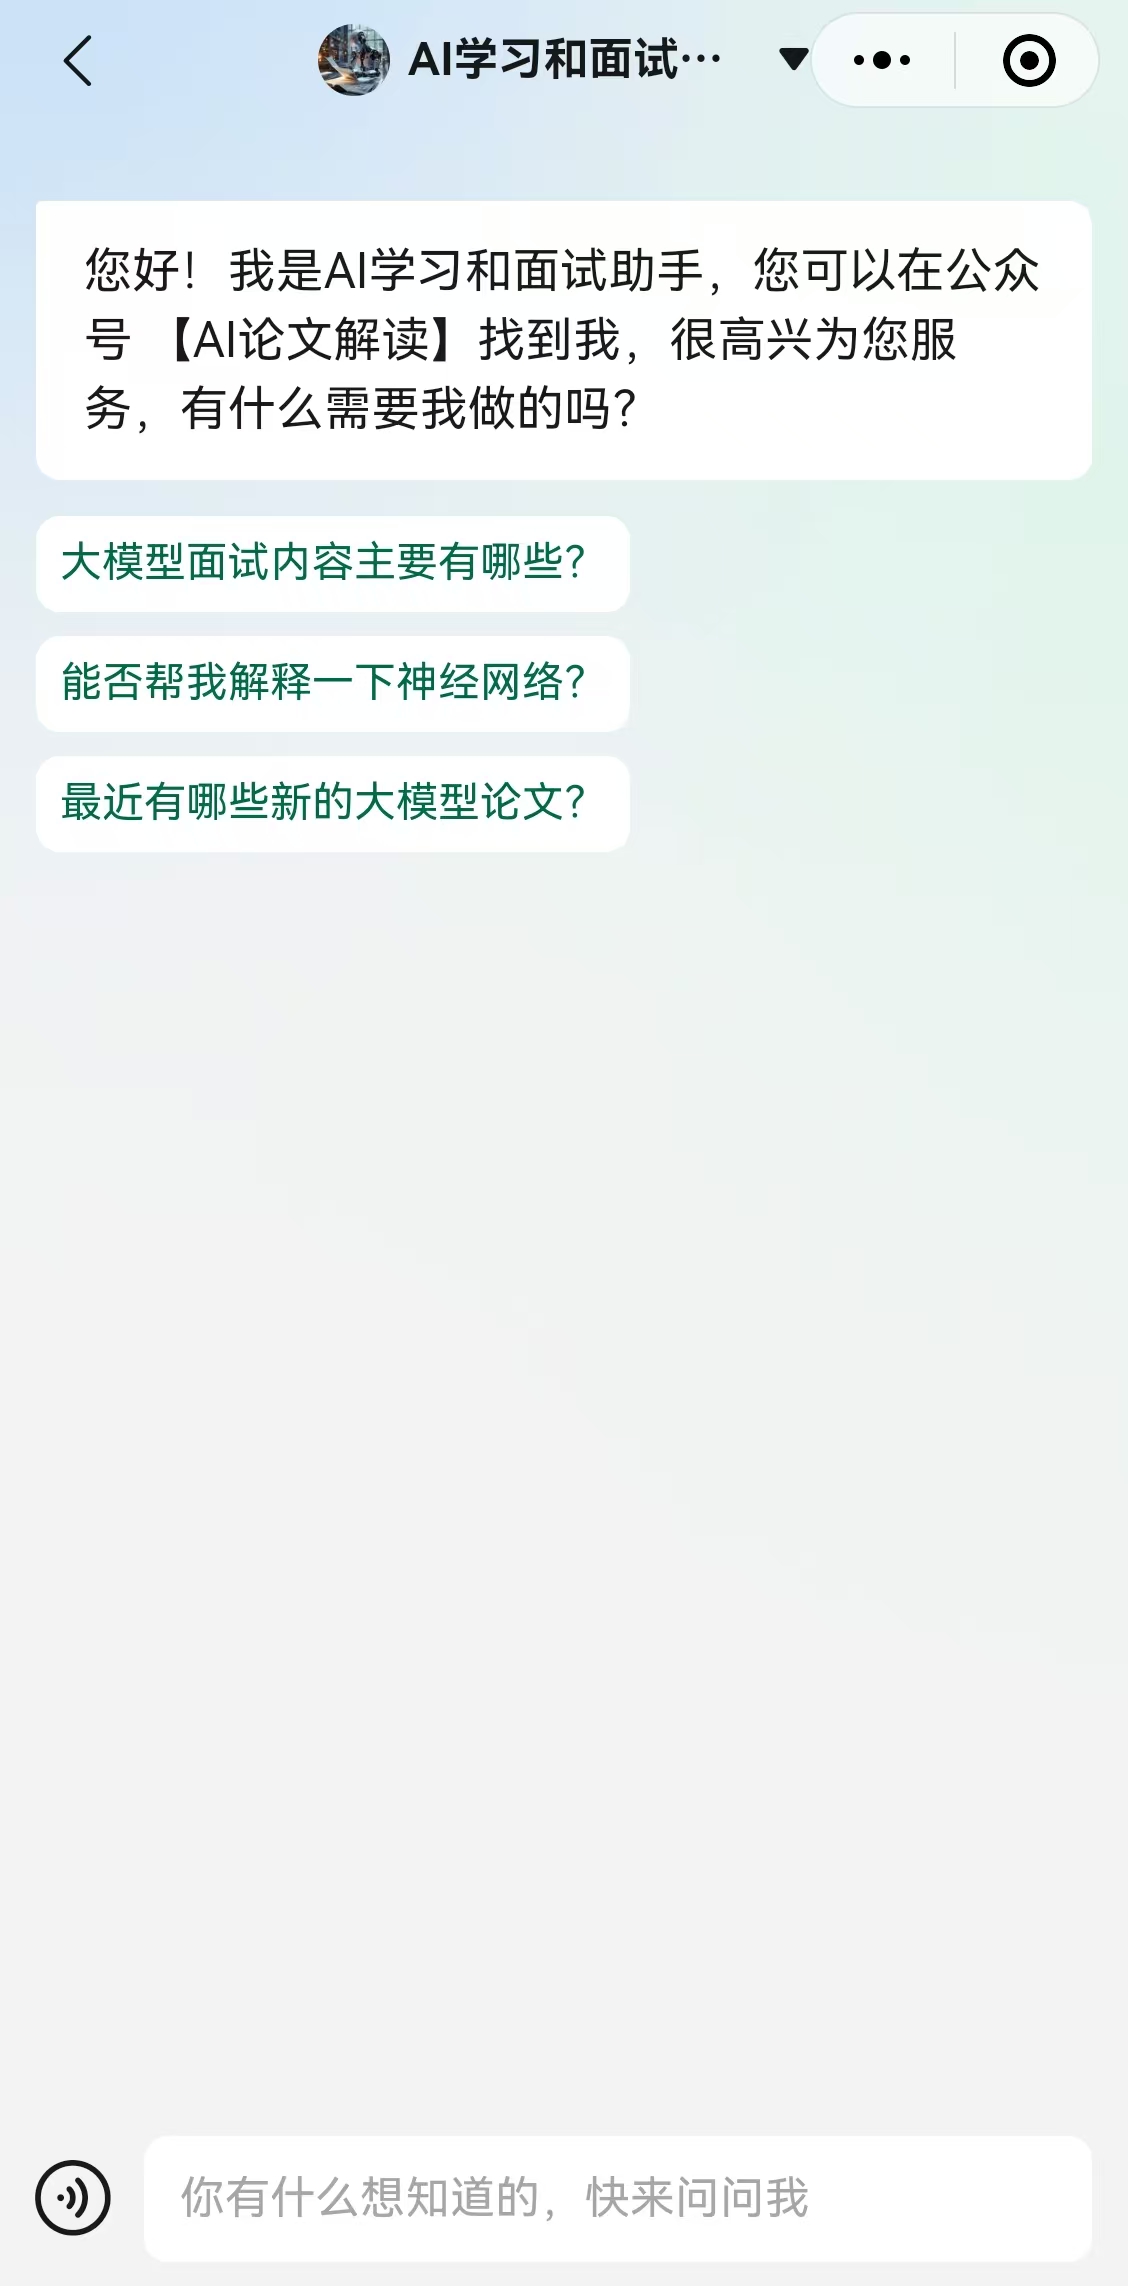 AI学习和面试…
您好！我是AI学习和面试助手，您可以在公众
号 【AI论文解读】找到我，很高兴为您服
务，有什么需要我做的吗？
大模型面试内容主要有哪些？
能否帮我解释一下神经网络？
最近有哪些新的大模型论文？
你有什么想知道的，快来问问我